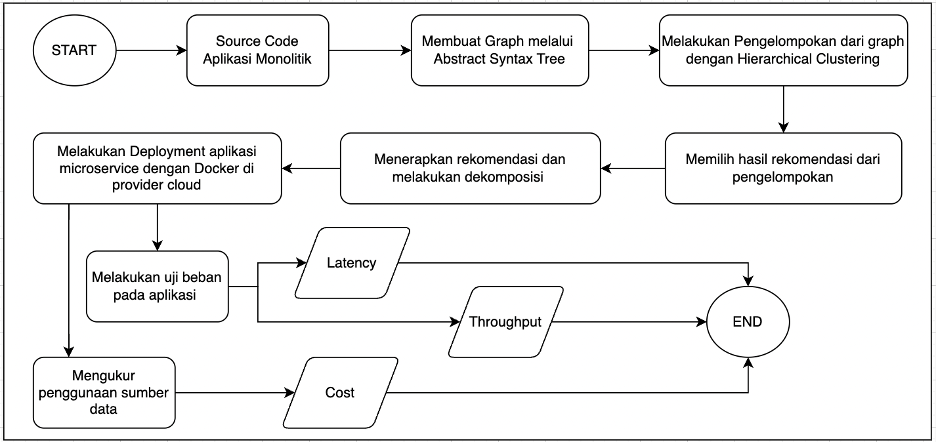 START
Source Code
Aplikasi Monolitik
Membuat Graph melalui
Abstract Syntax Tree
Melakukan Pengelompokan dari graph
dengan Hierarchical Clustering
Memilih hasil rekomendasi dari
pengelompokan
Menerapkan rekomendasi dan
melakukan dekomposisi
Melakukan Deployment aplikasi
microservice dengan Docker di
provider cloud
Melakukan uji beban
pada aplikasi
Latency
Throughput
END
Mengukur
penggunaan sumber
data
Cost